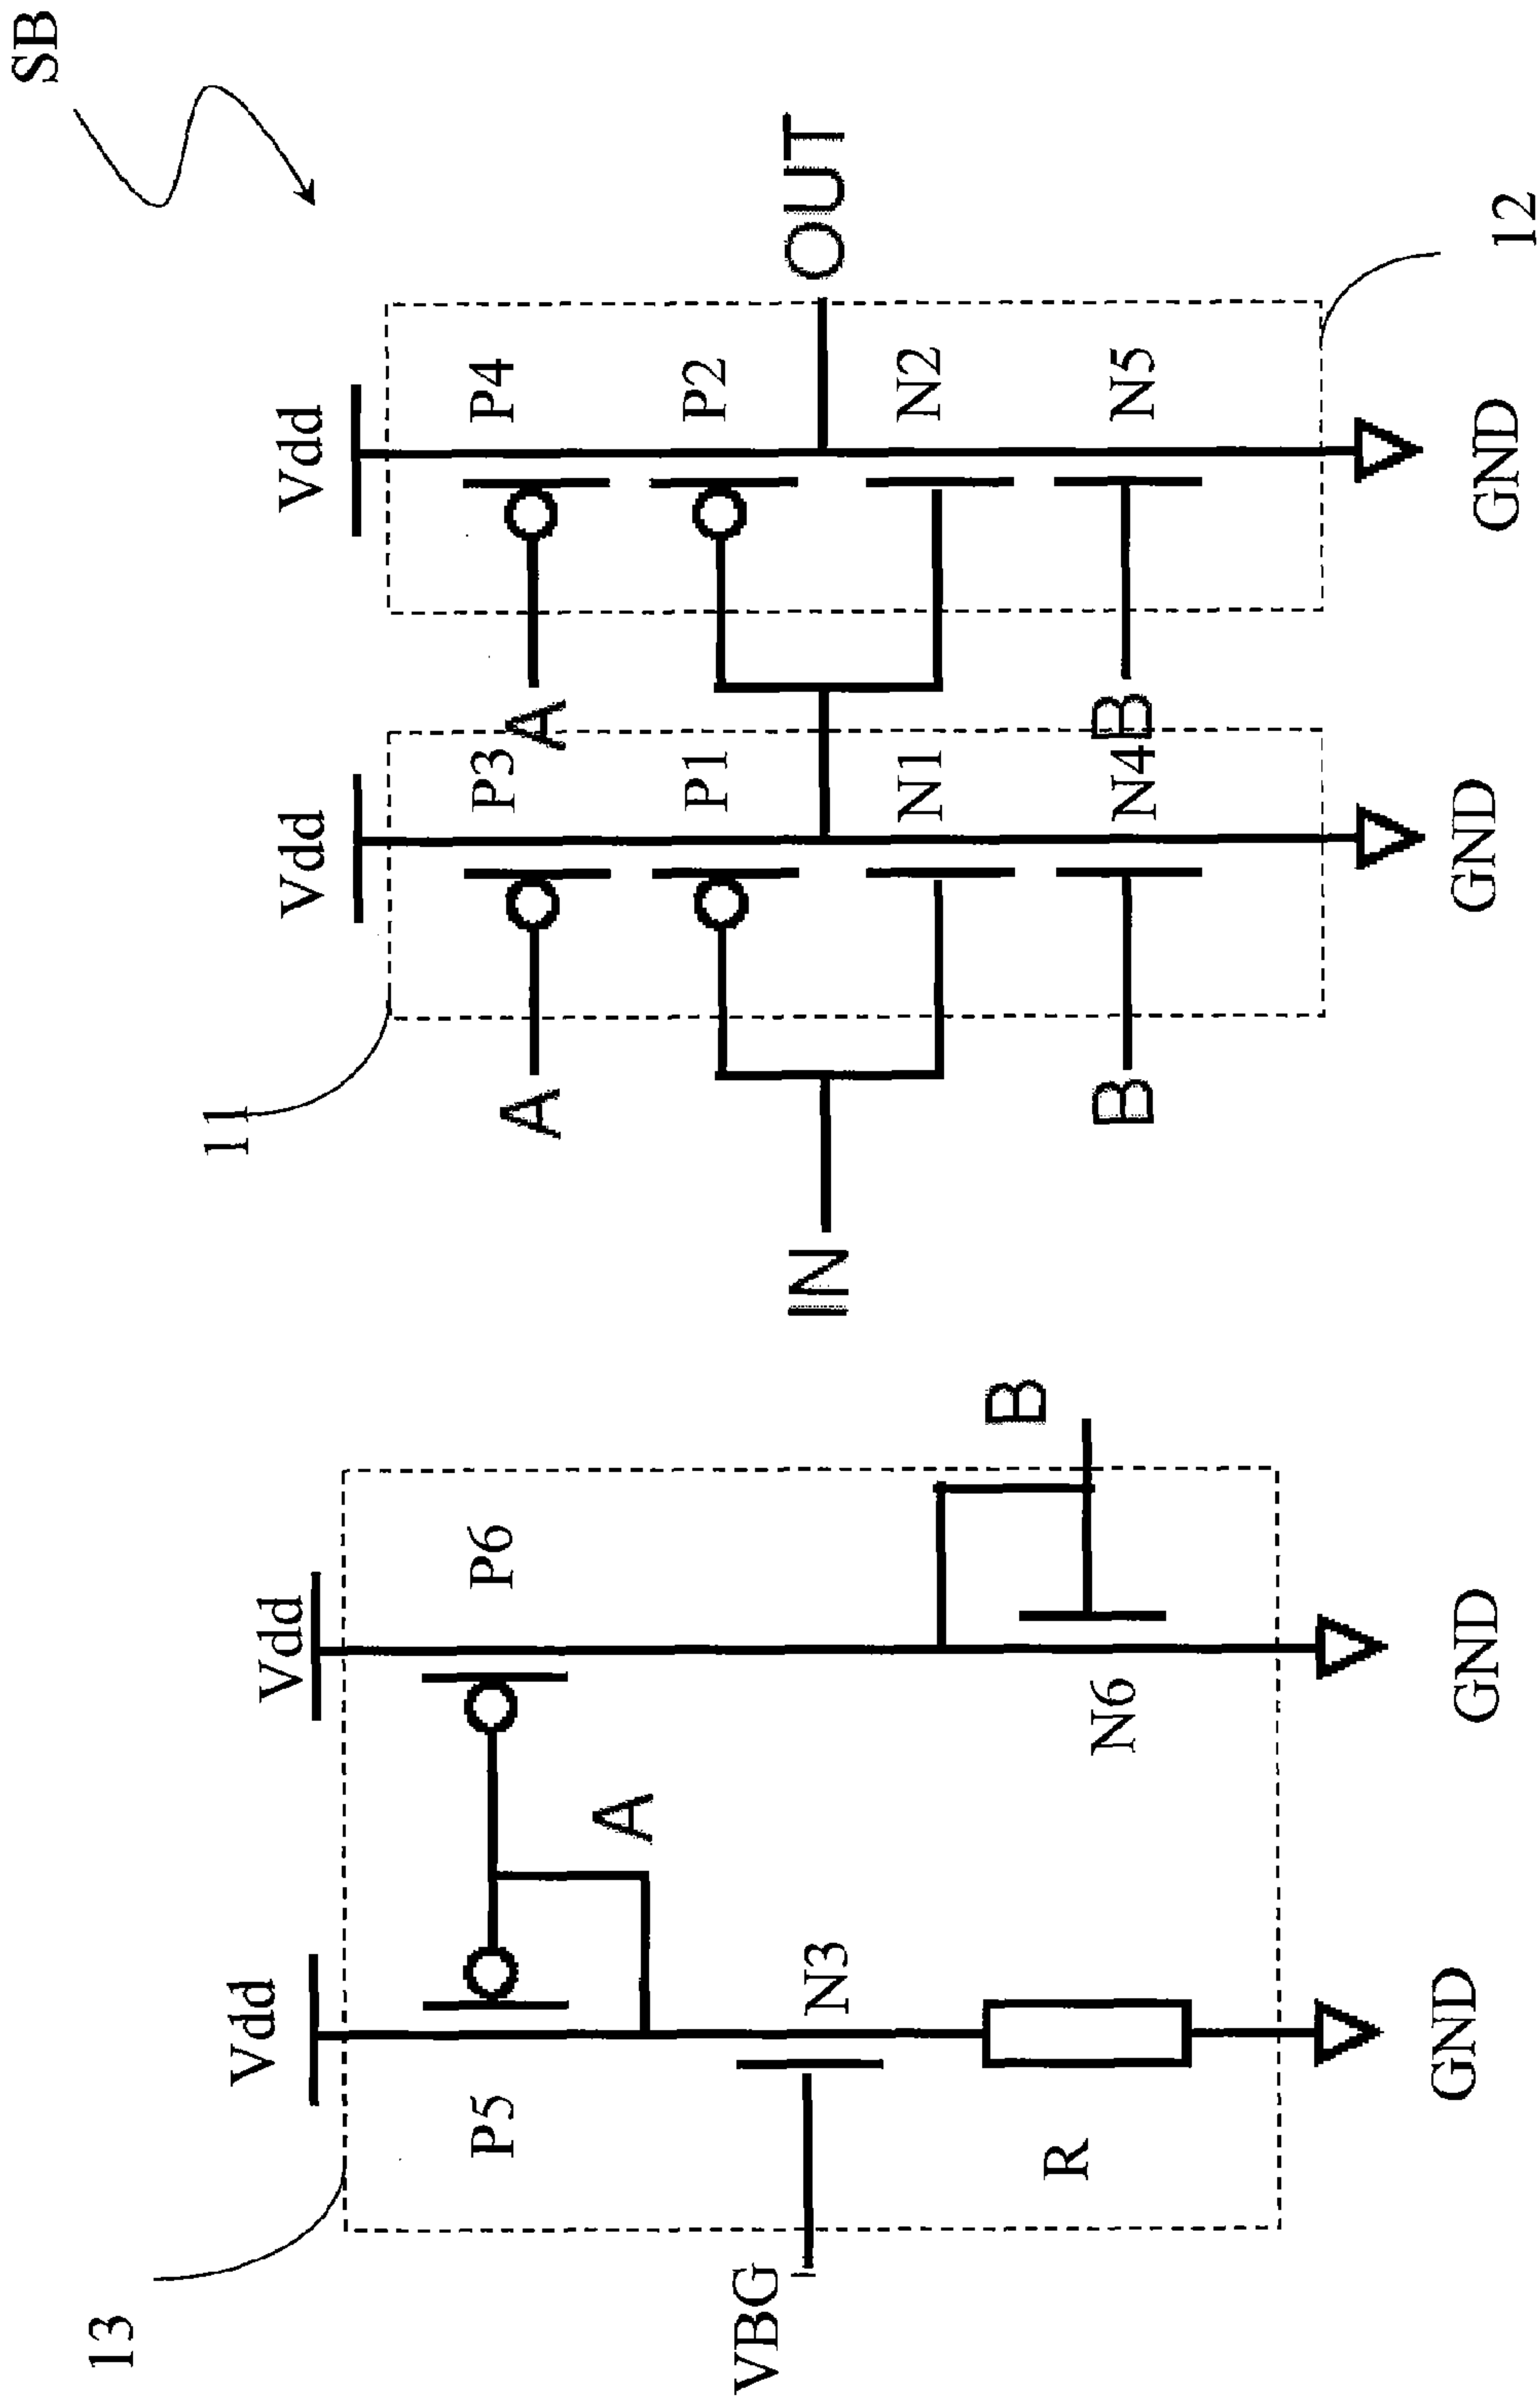 SB
13
Vdd
Vdd
P5
P6
A
VBG
N3
R
N6
B
GND
GND
11
Vdd
A
P3
IN
P1
N1
B
N4
GND
Vdd
A
P4
P2
OUT
N2
B
N5
GND
12